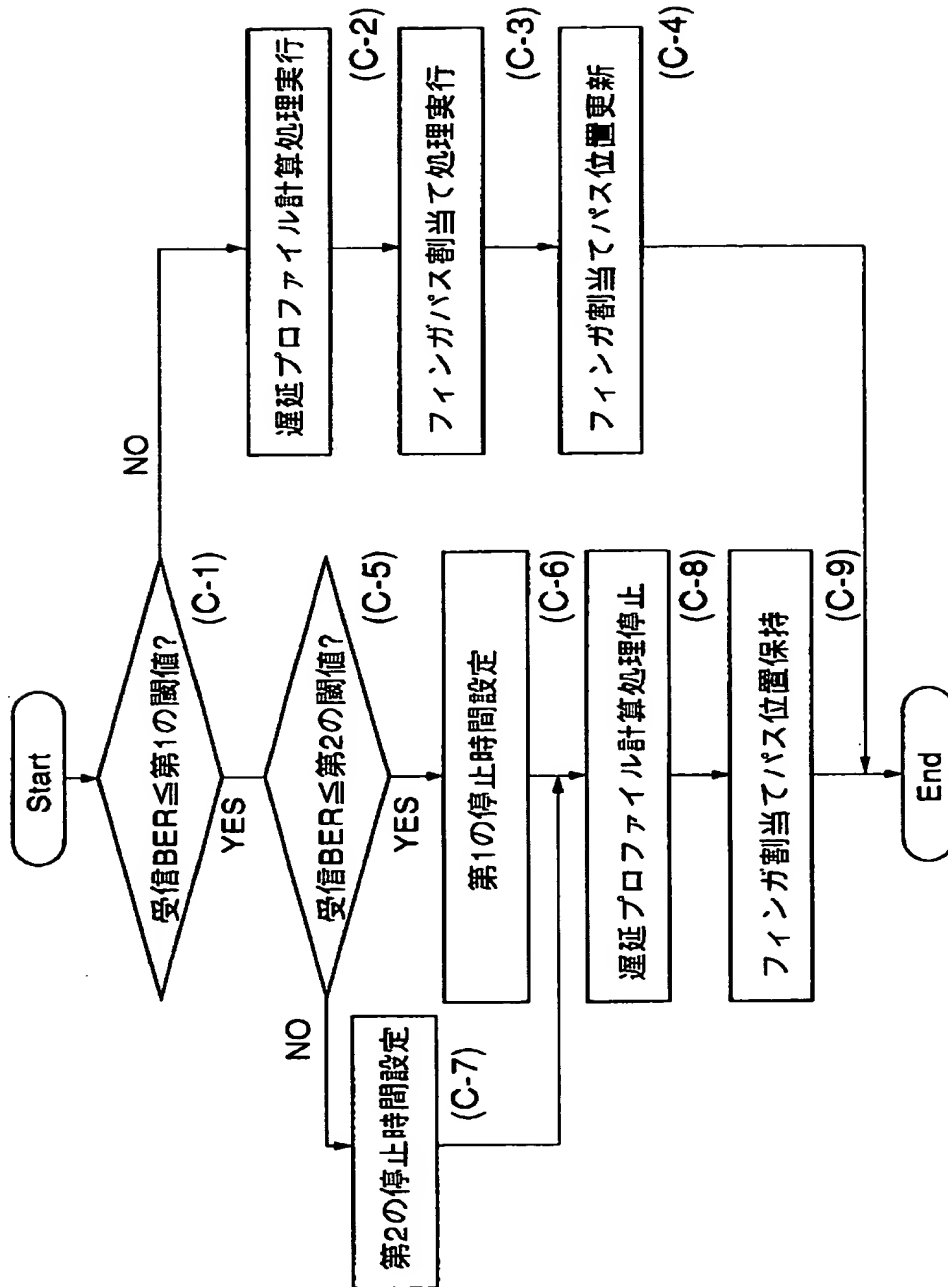 Start
受信BER≦第1の閾値?
(C-1)
NO
YES
遅延プロファイル計算処理実行
(C-2)
フィンガパス割当て処理実行
(C-3)
フィンガ割当てパス位置更新
(C-4)
受信BER≦第2の閾値?
(C-5)
NO
YES
第1の停止時間設定
(C-6)
第2の停止時間設定
(C-7)
遅延プロファイル計算処理停止
(C-8)
フィンガ割当てパス位置保持
(C-9)
End